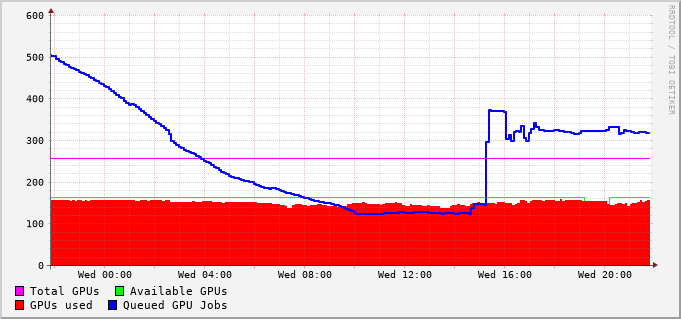 RRDTOOL / TOBI OETIKER
600
500
400
300
200
100
0
Wed 00:00 Wed 04:00 Wed 08:00 Wed 12:00 Wed 16:00 Wed 20:00
Total GPUs Available GPUs
GPUs used Queued GPU Jobs